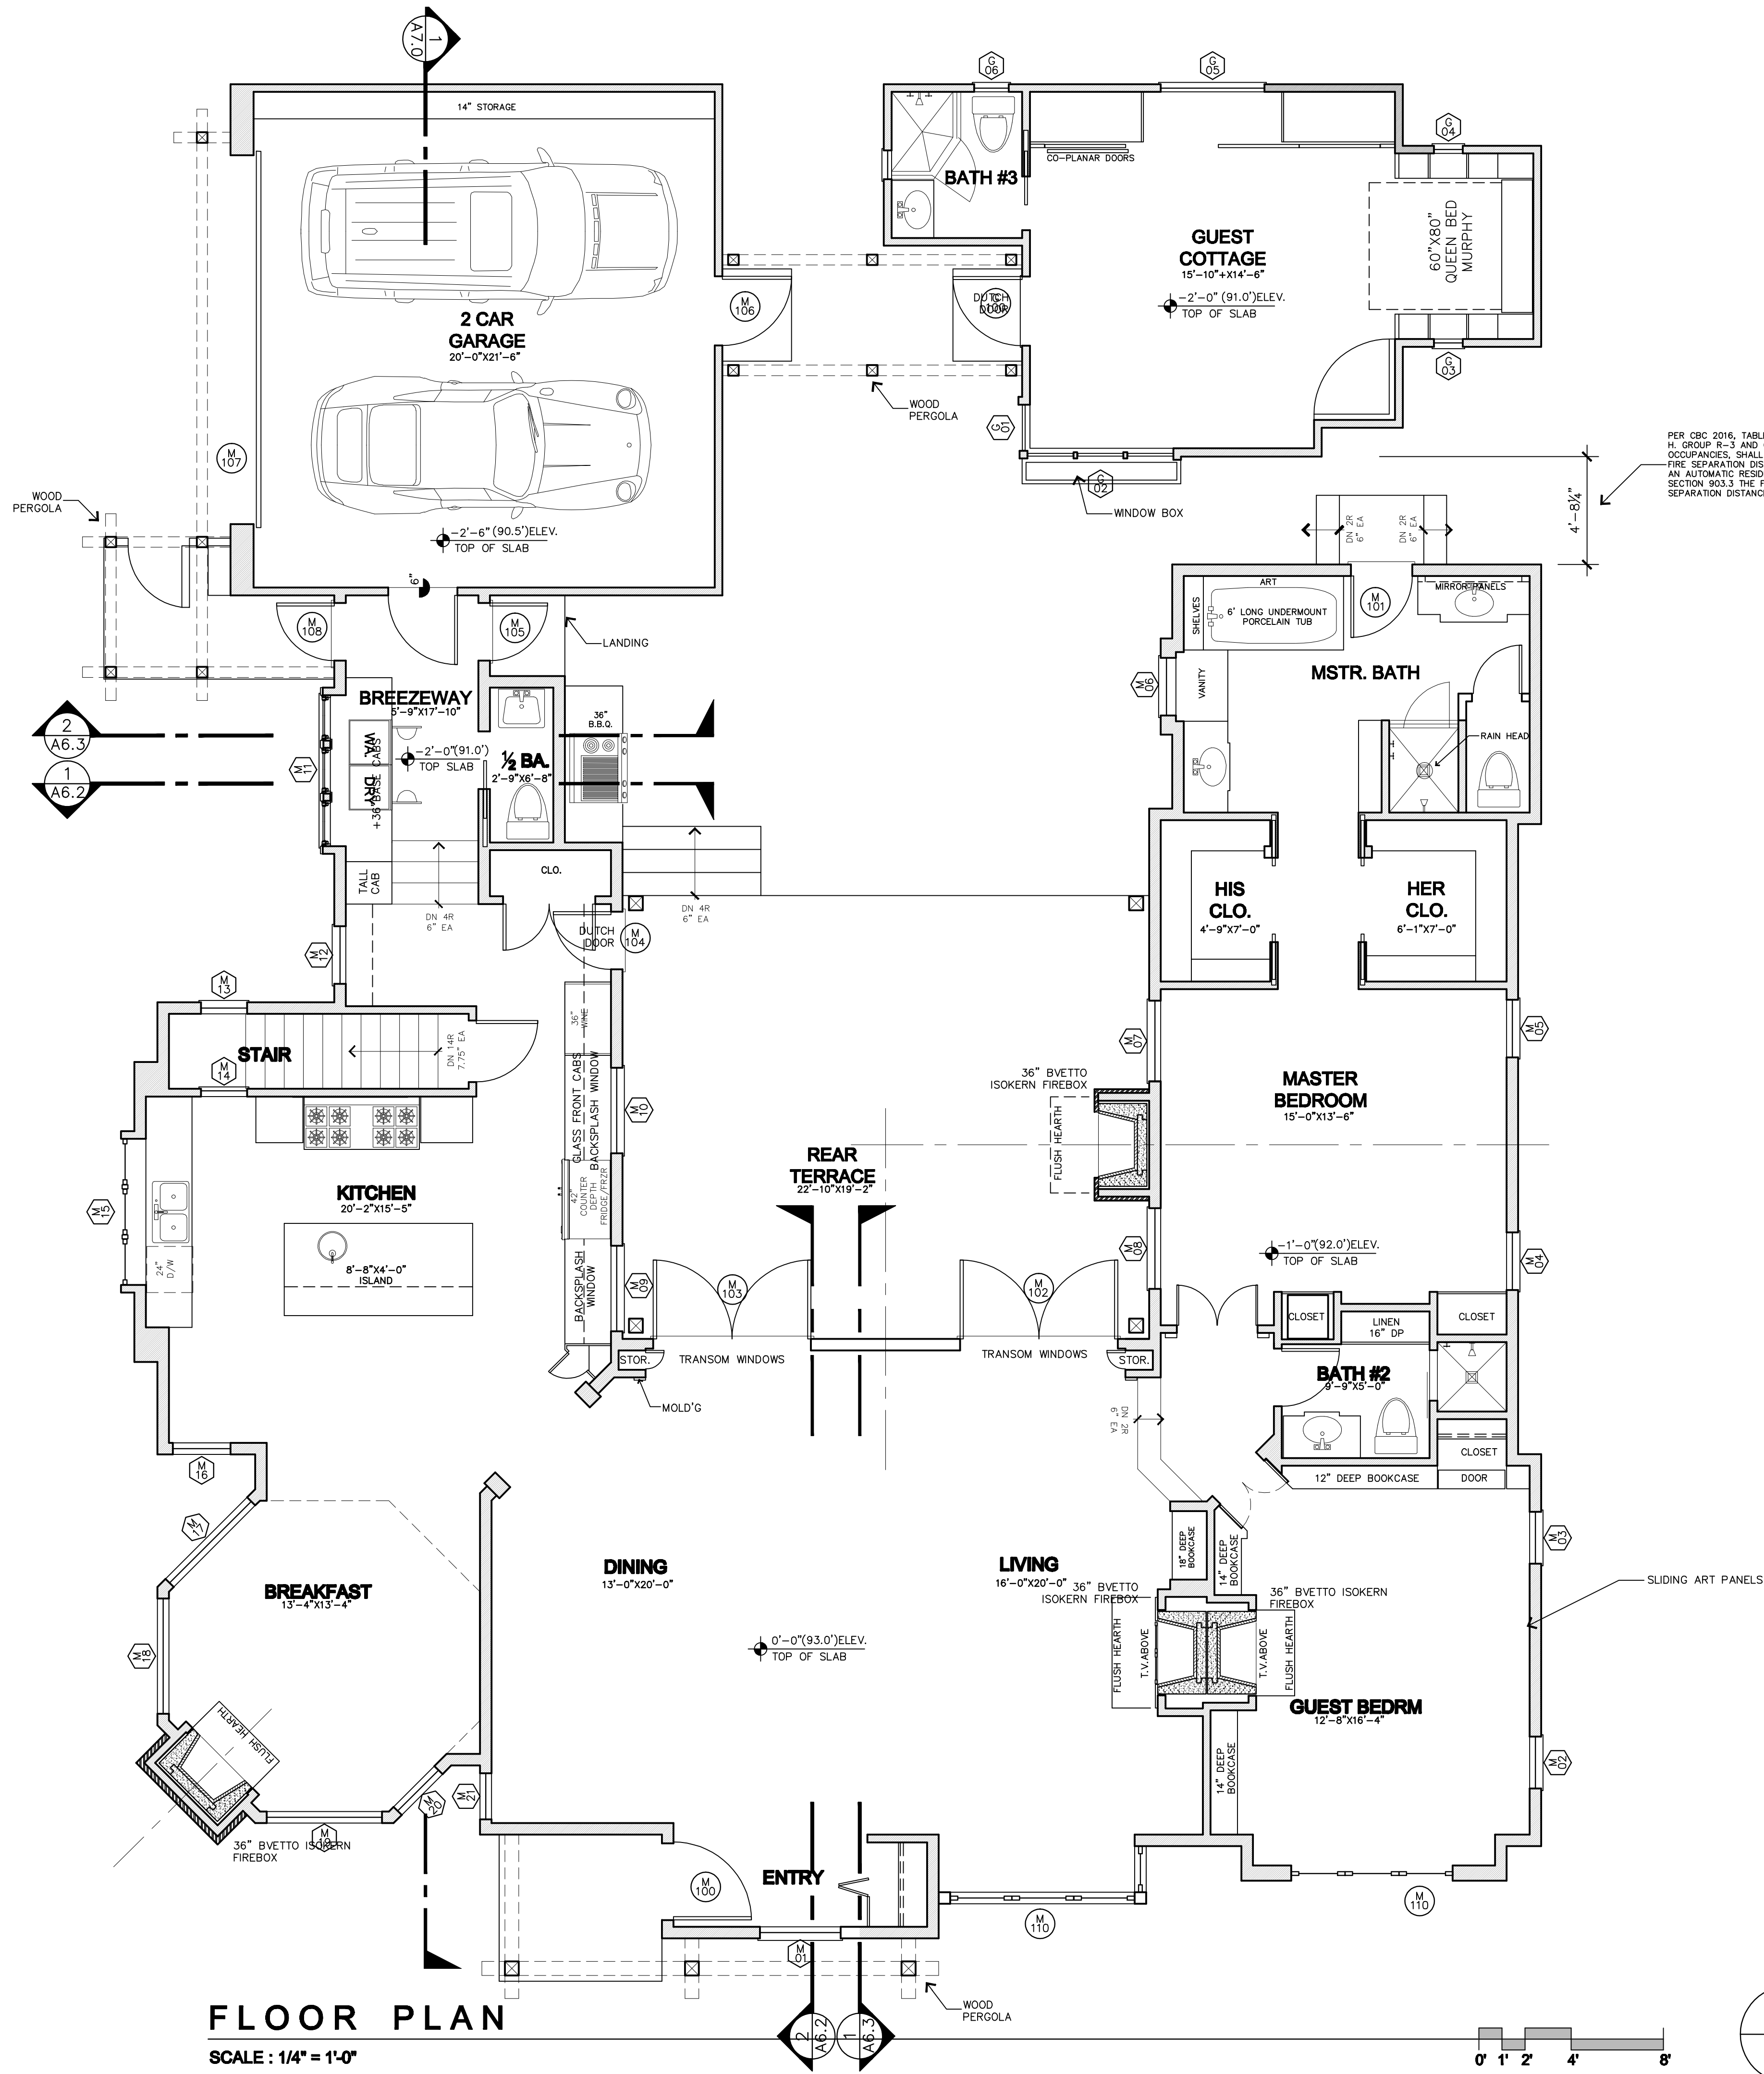 1
A7.0
G
06
G
05
14" STORAGE
G
04
CO-PLANAR DOORS
BATH #3
GUEST
COTTAGE
15'-10"+X14'-6"
60"X80"
QUEEN BED
MURPHY
-2'-0" (91.0')ELEV.
TOP OF SLAB
M
106
DUTCH
DOOR
2 CAR
GARAGE
20'-0"X21'-6"
G
03
WOOD
PERGOLA
G
01
M
107
PER CBC 2016, TABL
H. GROUP R-3 AND
OCCUPANCIES, SHALL
FIRE SEPARATION DIS
AN AUTOMATIC RESID
SECTION 903.3 THE F
SEPARATION DISTANC
4'-8¼"
G
02
WINDOW BOX
WOOD
PERGOLA
-2'-6" (90.5')ELEV.
TOP OF SLAB
DN 2R
6" EA
DN 2R
6" EA
6"
ART
MIRROR PANELS
M
101
SHELVES
6' LONG UNDERMOUNT
PORCELAIN TUB
M
108
M
105
LANDING
MSTR. BATH
M
06
VANITY
RAIN HEAD
BREEZEWAY
5'-9"X17'-10"
36"
B.B.Q.
2
A6.3
1
A6.2
M
11
WA.
DRY.
+36"BASE CABS
-2'-0"(91.0')
TOP SLAB
½ BA.
2'-9"X6'-8"
TALL
CAB
CLO.
DN 4R
6" EA
DN 4R
6" EA
HIS
CLO.
4'-9"X7'-0"
HER
CLO.
6'-1"X7'-0"
DUTCH
DOOR
M
104
M
12
M
13
STAIR
M
14
DN 14R
7.75" EA
36"
WINE
GLASS FRONT CABS
BACKSPLASH WINDOW
M
10
M
07
M
05
36" BVETTO
ISOKERN FIREBOX
FLUSH HEARTH
MASTER
BEDROOM
15'-0"X13'-6"
REAR
TERRACE
22'-10"X19'-2"
KITCHEN
20'-2"X15'-5"
42"
COUNTER
DEPTH
FRIDGE/FRZR
M
15
24"
D/W
8'-8"X4'-0"
ISLAND
BACKSPLASH
WINDOW
M
09
M
103
M
102
M
08
-1'-0"(92.0')ELEV.
TOP OF SLAB
M
04
CLOSET
LINEN
16" DP
CLOSET
STOR.
TRANSOM WINDOWS
TRANSOM WINDOWS
STOR.
BATH #2
9'-9"X5'-0"
MOLD'G
DN 2R
6" EA
M
16
CLOSET
12" DEEP BOOKCASE
DOOR
M
17
M
03
18" DEEP
BOOKCASE
14" DEEP
BOOKCASE
DINING
13'-0"X20'-0"
LIVING
16'-0"X20'-0"
36" BVETTO
ISOKERN FIREBOX
36" BVETTO ISOKERN
FIREBOX
SLIDING ART PANELS
BREAKFAST
13'-4"X13'-4"
M
18
0'-0"(93.0')ELEV.
TOP OF SLAB
FLUSH HEARTH
T.V.ABOVE
T.V.ABOVE
FLUSH HEARTH
GUEST BEDRM
12'-8"X16'-4"
FLUSH HEARTH
14" DEEP
BOOKCASE
M
02
M
21
M
20
M
19
36" BVETTO ISOKERN
FIREBOX
ENTRY
M
100
M
110
M
110
M
01
WOOD
PERGOLA
2
A6.2
1
A6.3
FLOOR PLAN
SCALE : 1/4" = 1'-0"
0' 1' 2' 4' 8'